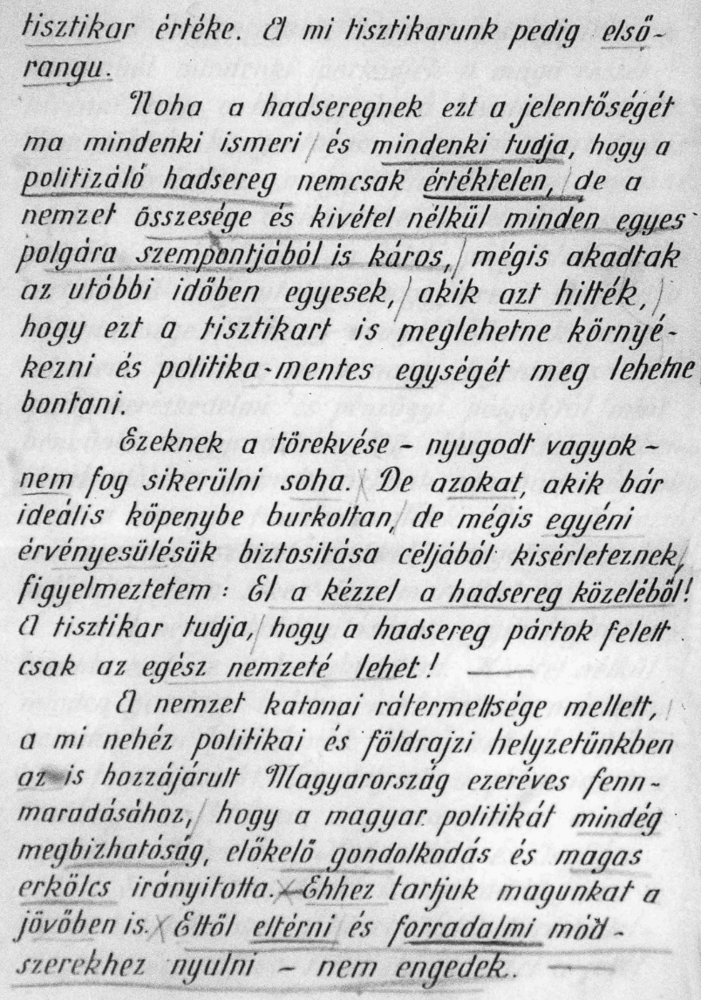 tisztikar értéke. A mi tisztikarunk pedig első-
rangu.
Noha a hadseregnek ezt a jelentőségét
ma mindenki ismeri és mindenki tudja, hogy a
politizáló hadsereg nemcsak értéktelen, de a
nemzet összesége és kivétel nélkül minden egyes
polgára szempontjából is káros, mégis akadtak
az utóbbi időben egyesek, akik azt hitték,
hogy ezt a tisztikart is meglehetne környé-
kezni és politika-mentes egységét meg lehetne
bontani.
Ezeknek a törekvése - nyugodt vagyok -
nem fog sikerülni soha. De azokat, akik bár
ideális köpenybe burkoltan, de mégis egyéni
érvényesülésük biztositása céljából kisérleteznek,
figyelmeztetem: El a kézzel a hadsereg közeléből!
A tisztikar tudja, hogy a hadsereg pártok felett
csak az egész nemzeté lehet! -
A nemzet katonai rátermettsége mellett,
a mi nehéz politikai és földrajzi helyzetünkben
az is hozzájárult Magyarország ezeréves fenn-
maradásához, hogy a magyar politikát mindég
megbizhatóság, előkelő gondolkodás és magas
erkölcs irányitotta. Ehhez tartjuk magunkat a
jövőben is. Ettől eltérni és forradalmi mód-
szerekhez nyulni - nem engedek. -